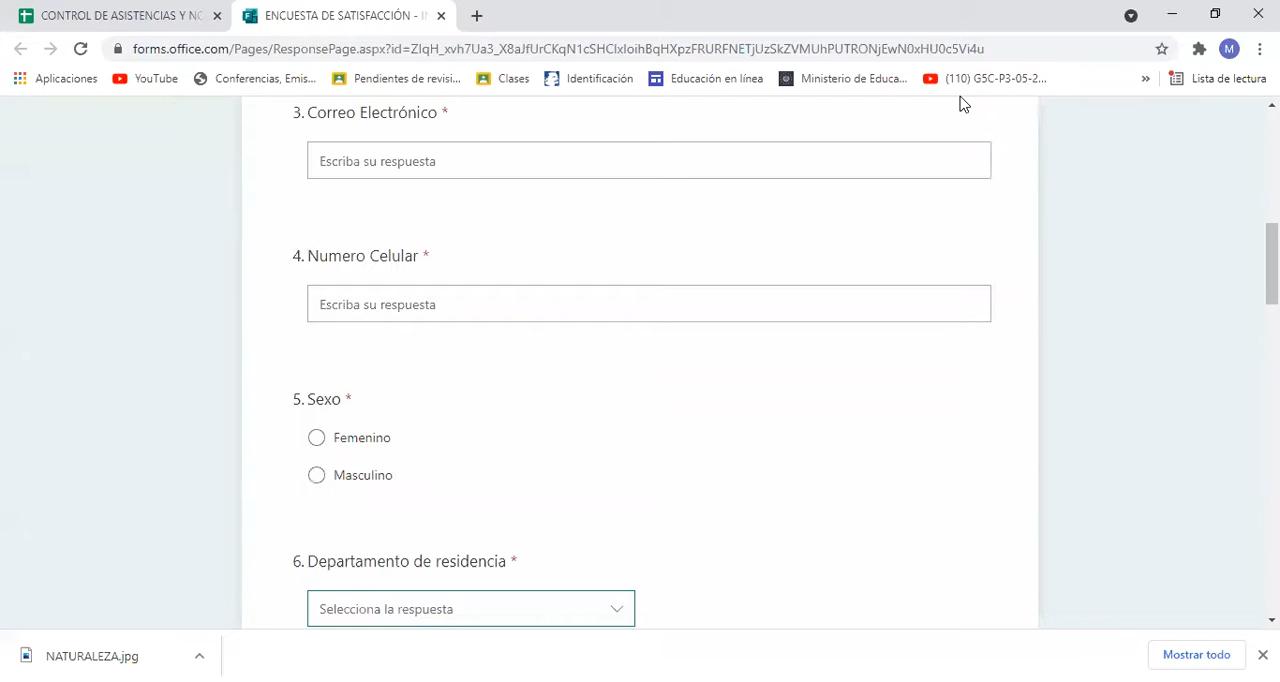 CONTROL DE ASISTENCIAS Y NO
ENCUESTA DE SATISFACCIÓN - I
forms.office.com/Pages/ResponsePage.aspx?id=ZIqH_xvh7Ua3_X8aJfUrCKqN1cSHCIxIoihBqHXpzFRURFNETjUzSkZVMUhPUTRONjEwN0xHU0c5Vi4u
M
Aplicaciones
YouTube
Conferencias, Emis...
Pendientes de revisi...
Clases
Identificación
Educación en línea
Ministerio de Educa...
(110) G5C-P3-05-2...
»
Lista de lectura
3. Correo Electrónico *
Escriba su respuesta
4. Numero Celular *
Escriba su respuesta
5. Sexo *
Femenino
Masculino
6. Departamento de residencia *
Selecciona la respuesta
NATURALEZA.jpg
Mostrar todo